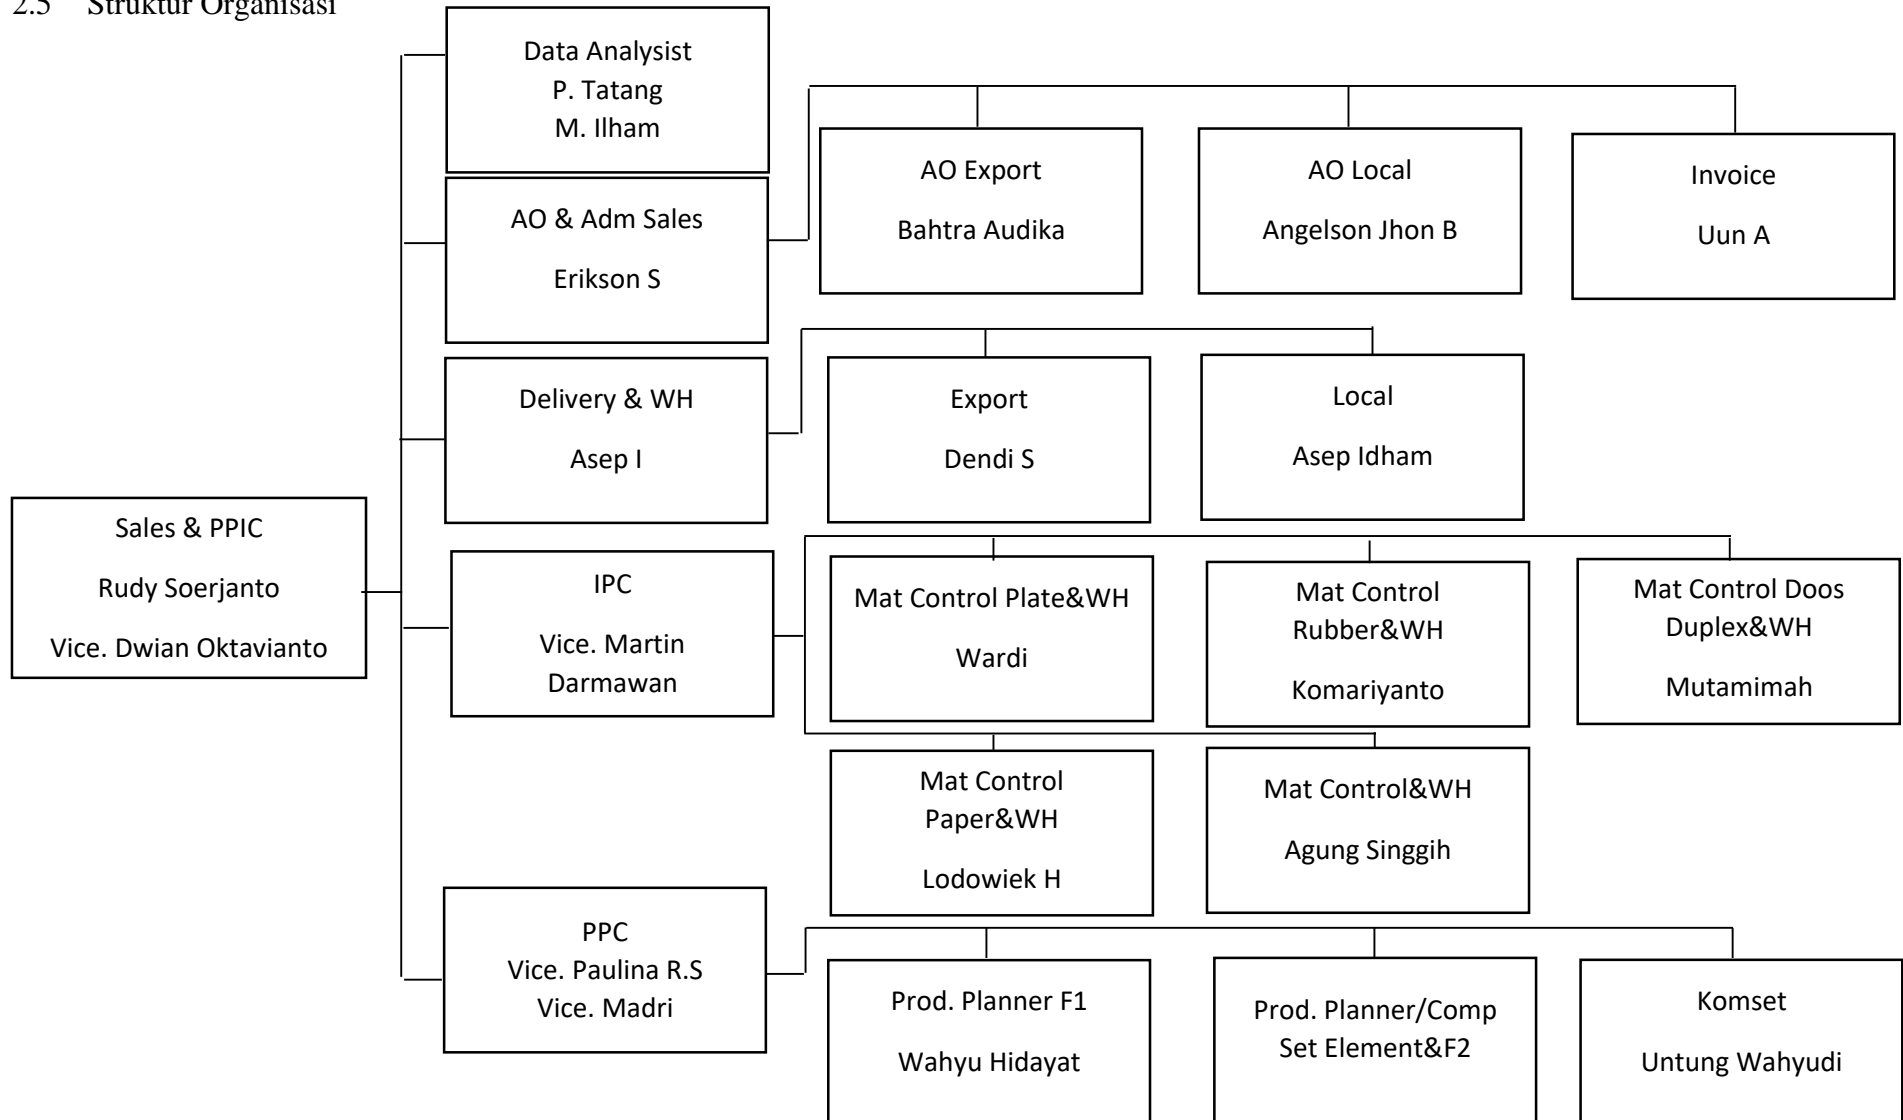 2.5 Struktur Organisasi
Data Analysist
P. Tatang
M. Ilham
AO & Adm Sales
Erikson S
AO Export
Bahtra Audika
AO Local
Angelson Jhon B
Invoice
Uun A
Delivery & WH
Asep I
Export
Dendi S
Local
Asep Idham
Sales & PPIC
Rudy Soerjanto
Vice. Dwian Oktavianto
IPC
Vice. Martin
Darmawan
Mat Control Plate&WH
Wardi
Mat Control
Rubber&WH
Komariyanto
Mat Control Doos
Duplex&WH
Mutamimah
Mat Control
Paper&WH
Lodowiek H
Mat Control&WH
Agung Singgih
PPC
Vice. Paulina R.S
Vice. Madri
Prod. Planner F1
Wahyu Hidayat
Prod. Planner/Comp
Set Element&F2
Komset
Untung Wahyudi